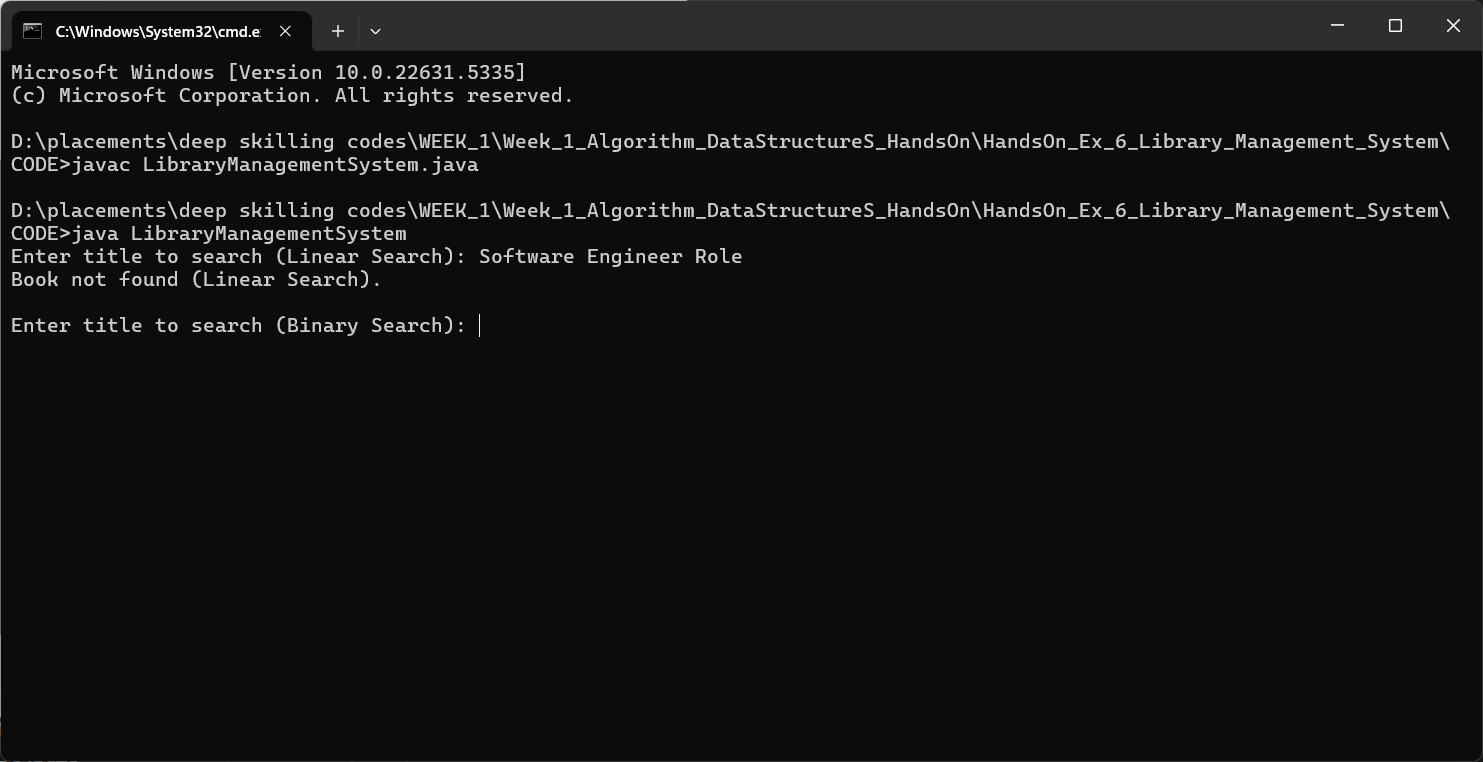 C:\Windows\System32\cmd.e
Microsoft Windows [Version 10.0.22631.5335]
(c) Microsoft Corporation. All rights reserved.
D:\placements\deep skilling codes\WEEK_1\Week_1_Algorithm_DataStructureS_HandsOn\HandsOn_Ex_6_Library_Management_System\
CODE>javac LibraryManagementSystem.java
D:\placements\deep skilling codes\WEEK_1\Week_1_Algorithm_DataStructureS_HandsOn\HandsOn_Ex_6_Library_Management_System\
CODE>java LibraryManagementSystem
Enter title to search (Linear Search): Software Engineer Role
Book not found (Linear Search).
Enter title to search (Binary Search):